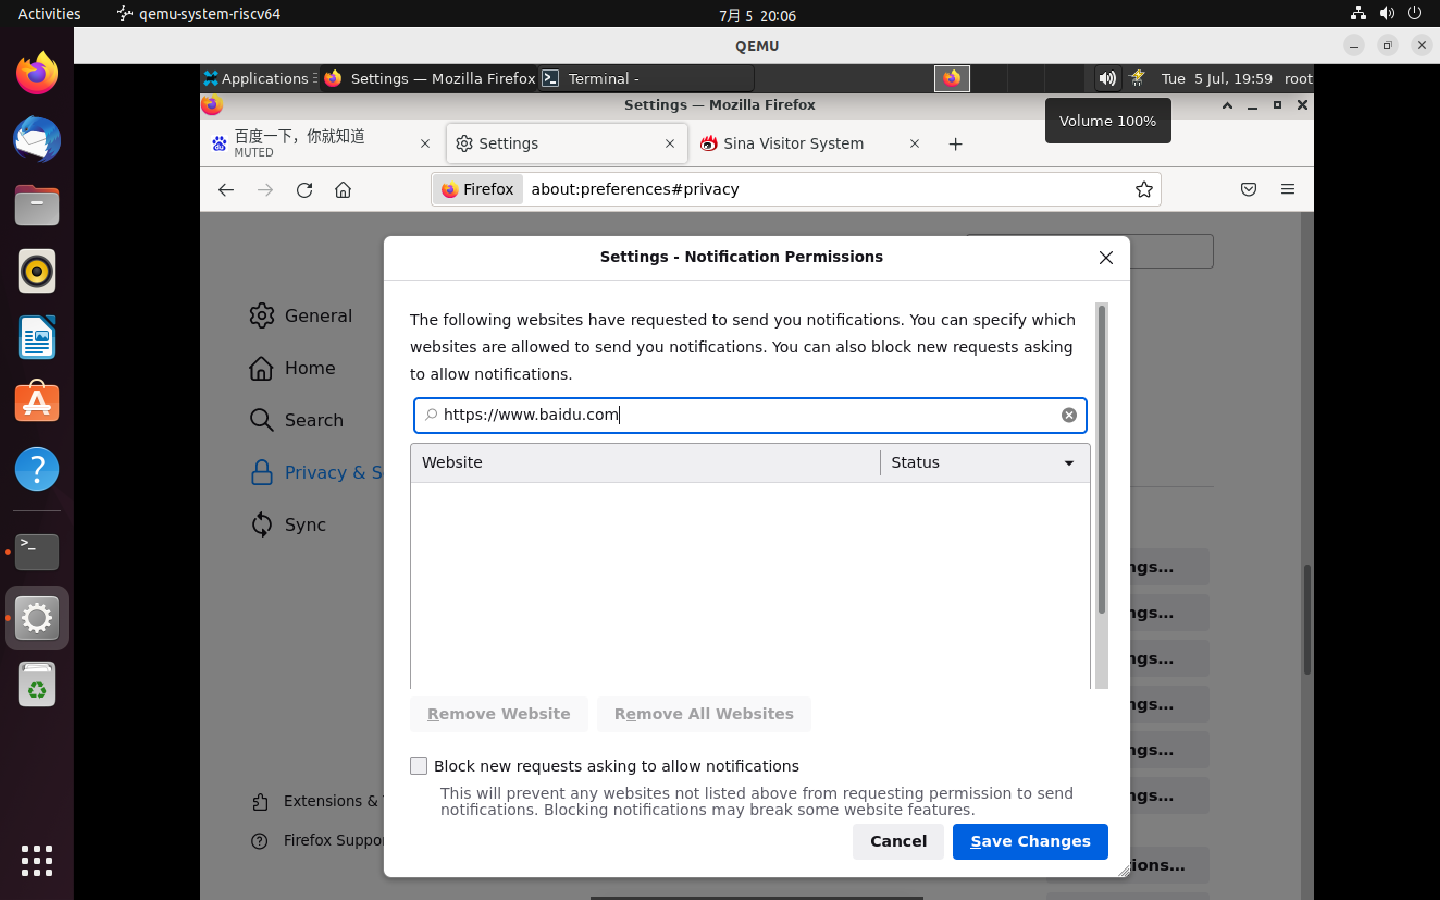 Activities
qemu-system-riscv64
7月 5 20:06
QEMU
Applications
Settings — Mozilla Firefox
Terminal -
Tue 5 Jul, 19:59
root
Settings — Mozilla Firefox
Volume 100%
百度一下，你就知道
MUTED
Settings
Sina Visitor System
Firefox
about:preferences#privacy
Settings - Notification Permissions
General
Home
Search
Privacy & S
Sync
Extensions &
Firefox Suppo
The following websites have requested to send you notifications. You can specify which
websites are allowed to send you notifications. You can also block new requests asking
to allow notifications.
https://www.baidu.com
Website
Status
Remove Website
Remove All Websites
Block new requests asking to allow notifications
This will prevent any websites not listed above from requesting permission to send
notifications. Blocking notifications may break some website features.
Cancel
Save Changes
ngs...
ngs...
ngs...
ngs...
ngs...
ngs...
ions...